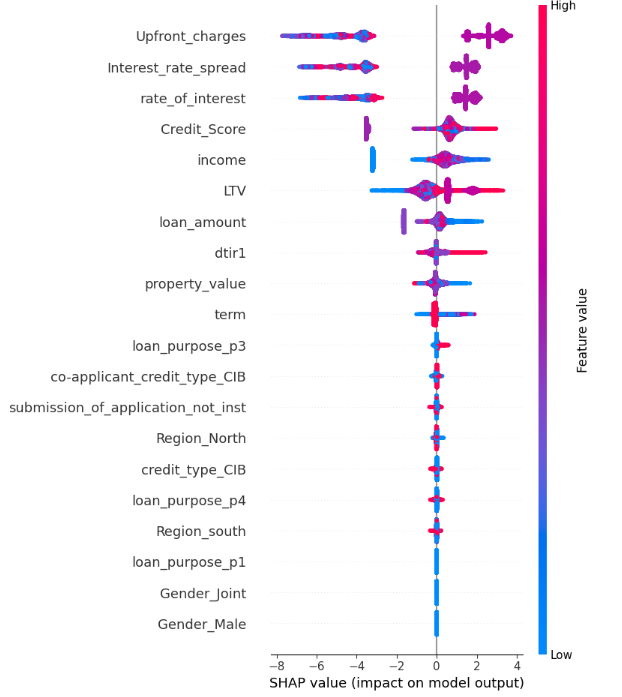 High
Upfront_charges
Interest_rate_spread
rate_of_interest
Credit_Score
income
LTV
loan_amount
dtir1
property_value
term
loan_purpose_p3
co-applicant_credit_type_CIB
submission_of_application_not_inst
Region_North
credit_type_CIB
loan_purpose_p4
Region_south
loan_purpose_p1
Gender_Joint
Gender_Male
Feature value
Low
−8 −6 −4 −2 0 2 4
SHAP value (impact on model output)